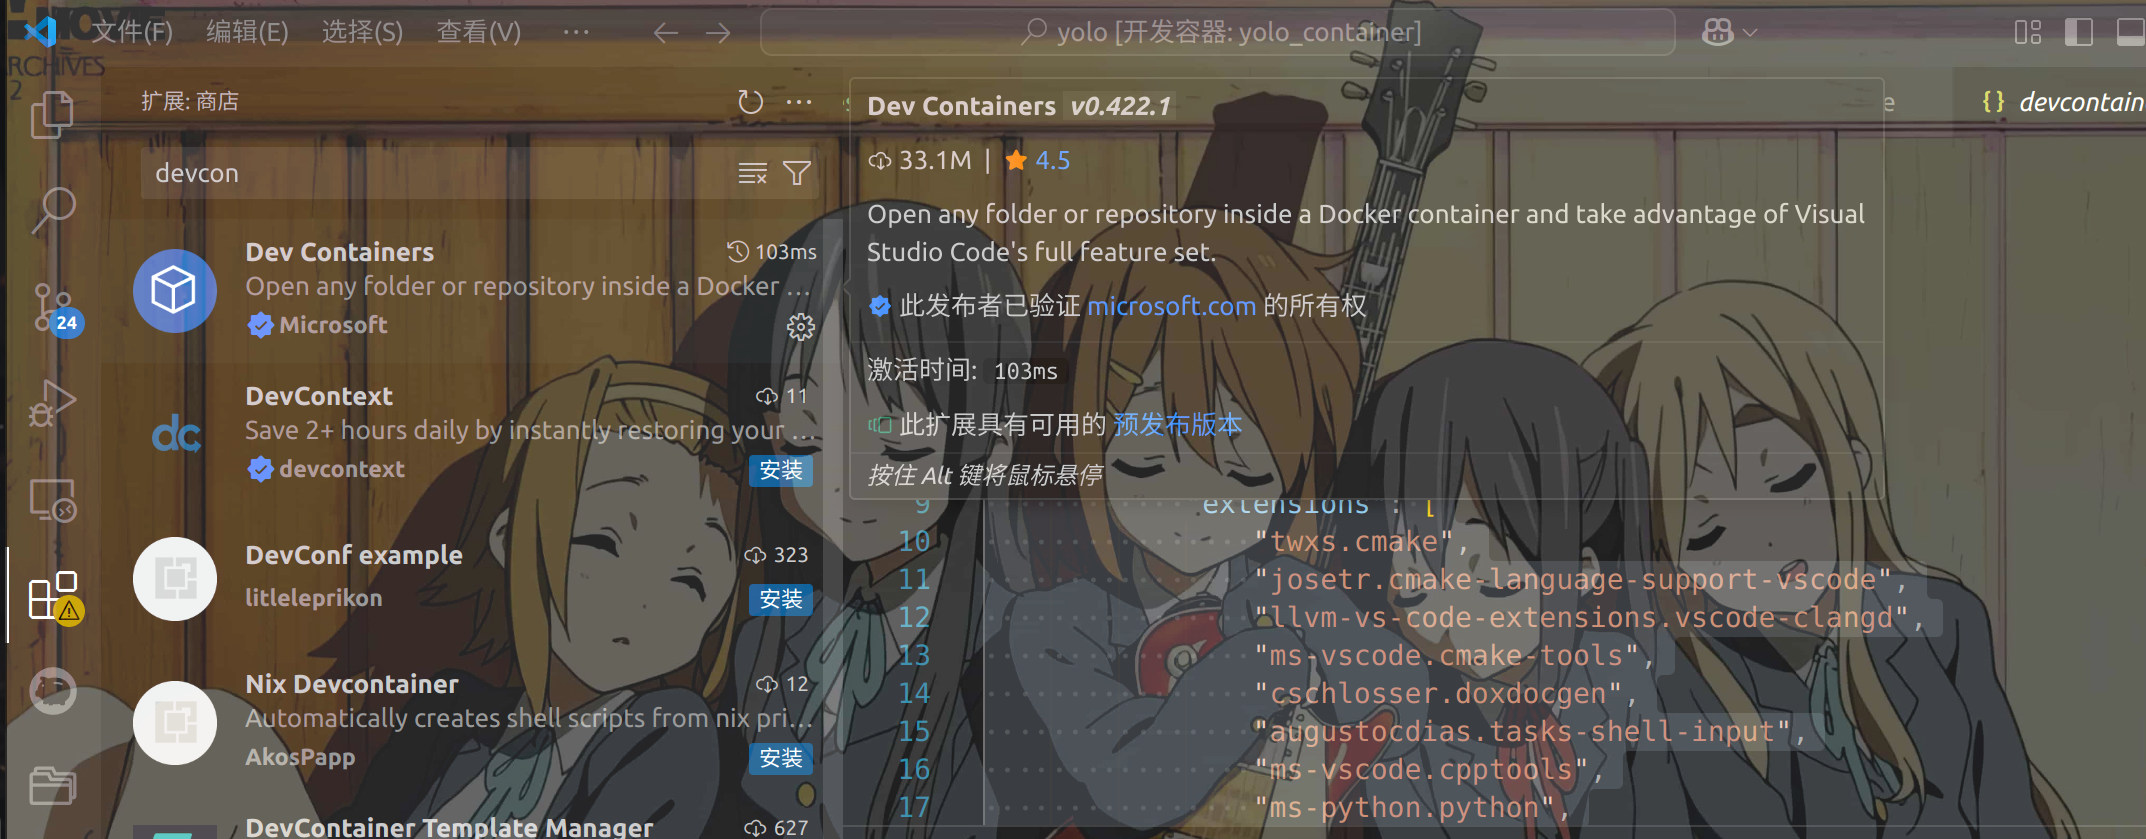 文件(F) 编辑(E) 选择(S) 查看(V) ··· yolo [开发容器: yolo_container]
RCHIVES
2
扩展: 商店
devcon
Dev Containers 103ms
Open any folder or repository inside a Docker ...
Microsoft
24
DevContext 11
Save 2+ hours daily by instantly restoring your ...
devcontext 安装
DevConf example 323
litleleprikon 安装
Nix Devcontainer 12
Automatically creates shell scripts from nix pri...
AkosPapp 安装
DevContainer Template Manager 627
Dev Containers v0.422.1
33.1M | 4.5
Open any folder or repository inside a Docker container and take advantage of Visual
Studio Code's full feature set.
此发布者已验证 microsoft.com 的所有权
激活时间: 103ms
此扩展具有可用的 预发布版本
按住 Alt 键将鼠标悬停
{} devcontain
9 extensions : [
10 "twxs.cmake",
11 "josetr.cmake-language-support-vscode",
12 "llvm-vs-code-extensions.vscode-clangd",
13 "ms-vscode.cmake-tools",
14 "cschlosser.doxdocgen",
15 "augustocdias.tasks-shell-input",
16 "ms-vscode.cpptools",
17 "ms-python.python",